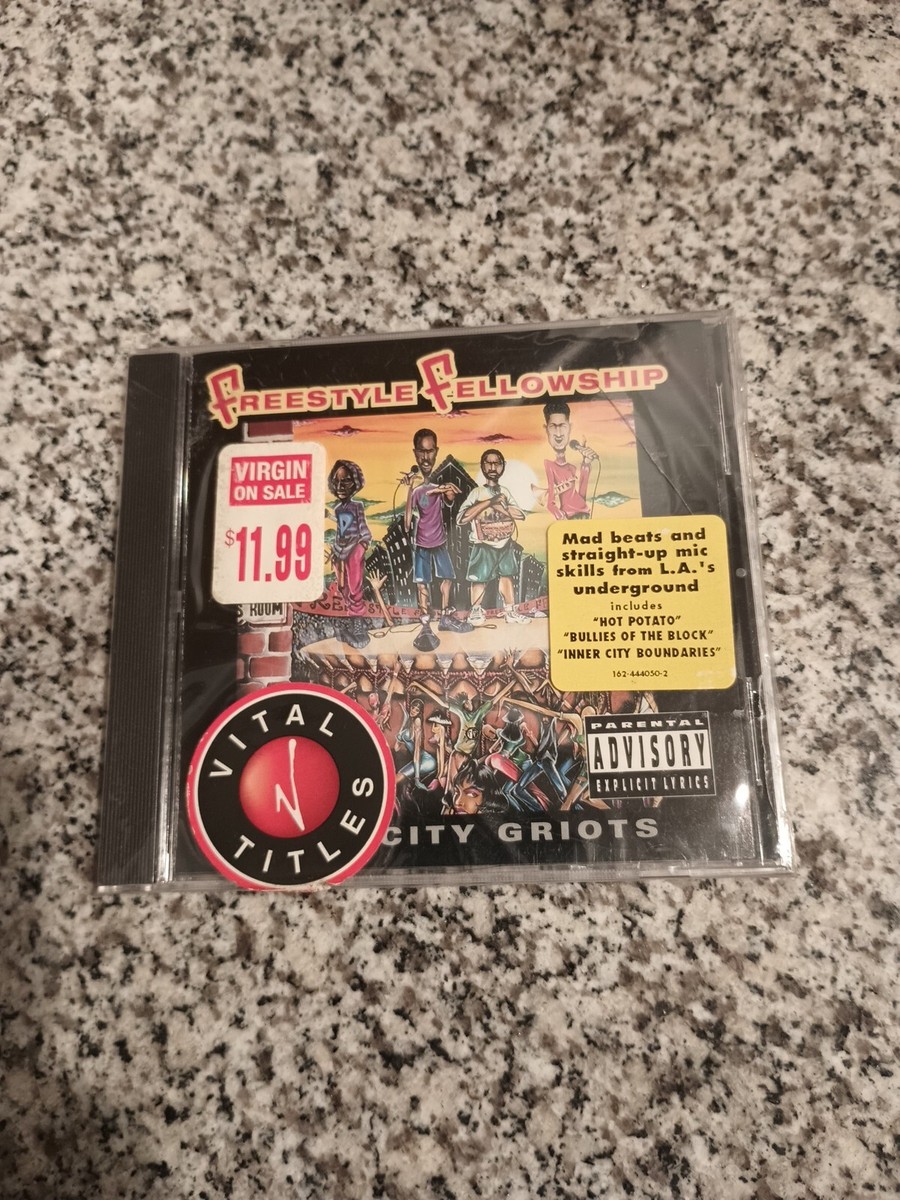 FREESTYLE FELLOWSHIP
VIRGIN
ON SALE
$11.99
ROOM
Mad beats and
straight-up mic
skills from L.A.'s
underground
includes
"HOT POTATO"
"BULLIES OF THE BLOCK"
"INNER CITY BOUNDARIES"
162-444050-2
PARENTAL
ADVISORY
EXPLICIT LYRICS
VITAL
TITLES
CITY GRIOTS